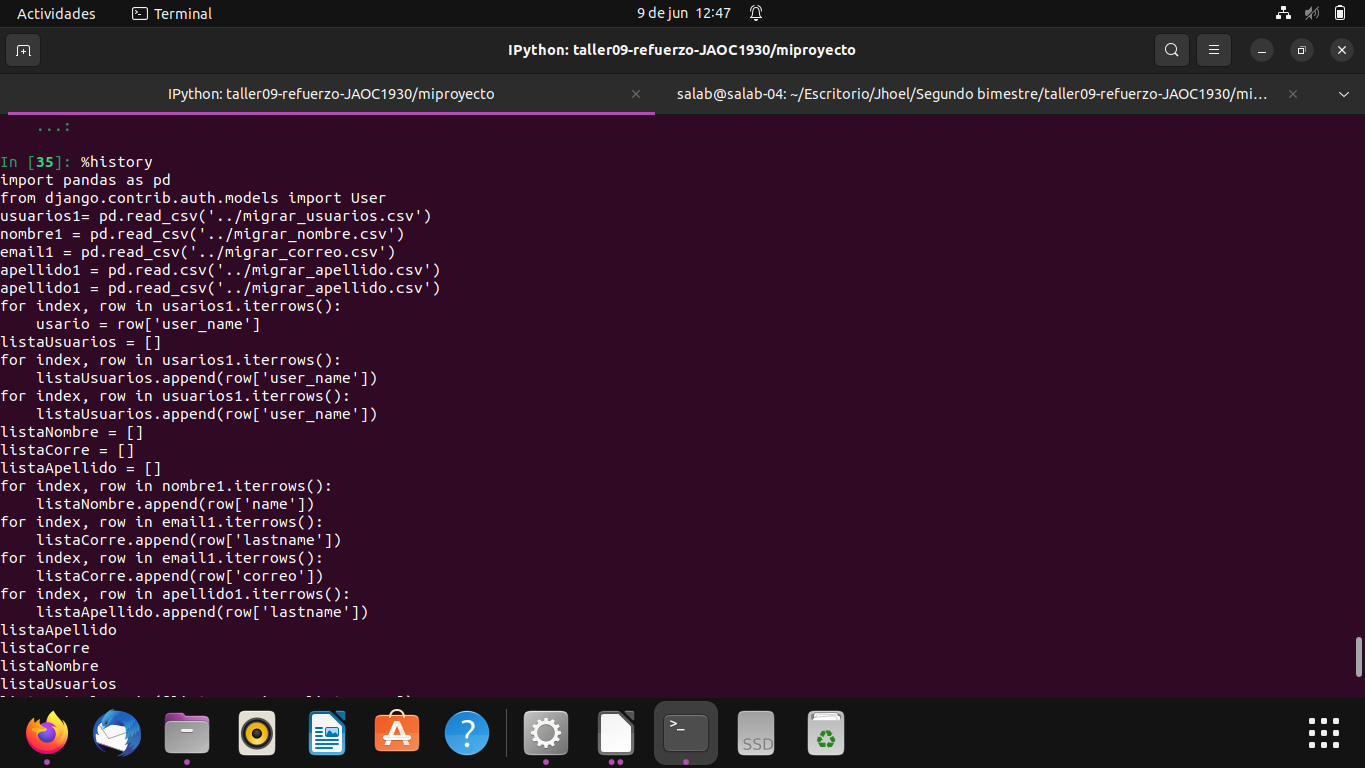 Actividades
Terminal
9 de jun 12:47
IPython: taller09-refuerzo-JAOC1930/miproyecto
IPython: taller09-refuerzo-JAOC1930/miproyecto
salab@salab-04: ~/Escritorio/Jhoel/Segundo bimestre/taller09-refuerzo-JAOC1930/mi...
...:
In [35]: %history
import pandas as pd
from django.contrib.auth.models import User
usuarios1= pd.read_csv('../migrar_usuarios.csv')
nombre1 = pd.read_csv('../migrar_nombre.csv')
email1 = pd.read_csv('../migrar_correo.csv')
apellido1 = pd.read.csv('../migrar_apellido.csv')
apellido1 = pd.read_csv('../migrar_apellido.csv')
for index, row in usarios1.iterrows():
    usario = row['user_name']
listaUsuarios = []
for index, row in usarios1.iterrows():
    listaUsuarios.append(row['user_name'])
for index, row in usuarios1.iterrows():
    listaUsuarios.append(row['user_name'])
listaNombre = []
listaCorre = []
listaApellido = []
for index, row in nombre1.iterrows():
    listaNombre.append(row['name'])
for index, row in email1.iterrows():
    listaCorre.append(row['lastname'])
for index, row in email1.iterrows():
    listaCorre.append(row['correo'])
for index, row in apellido1.iterrows():
    listaApellido.append(row['lastname'])
listaApellido
listaCorre
listaNombre
listaUsuarios
SSD